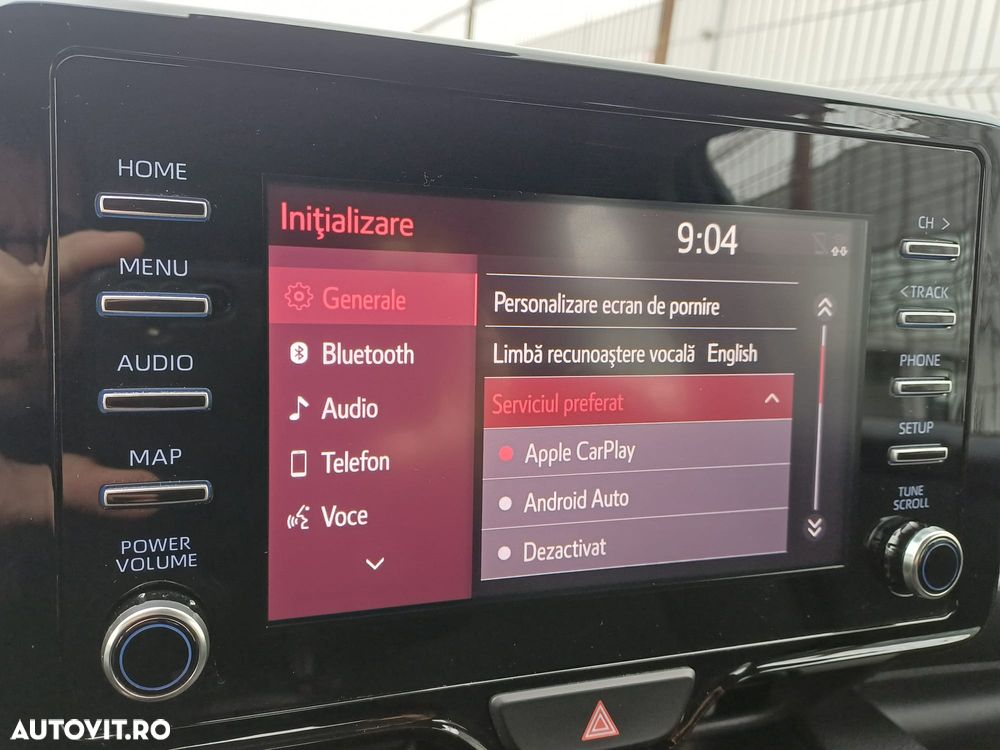 HOME
MENU
AUDIO
MAP
POWER
VOLUME
Iniţializare
9:04
Generale
Bluetooth
Audio
Telefon
Voce
Personalizare ecran de pornire
Limbă recunoaştere vocală English
Serviciul preferat
Apple CarPlay
Android Auto
Dezactivat
CH >
<TRACK
PHONE
SETUP
TUNE
SCROLL
AUTOVIT.RO